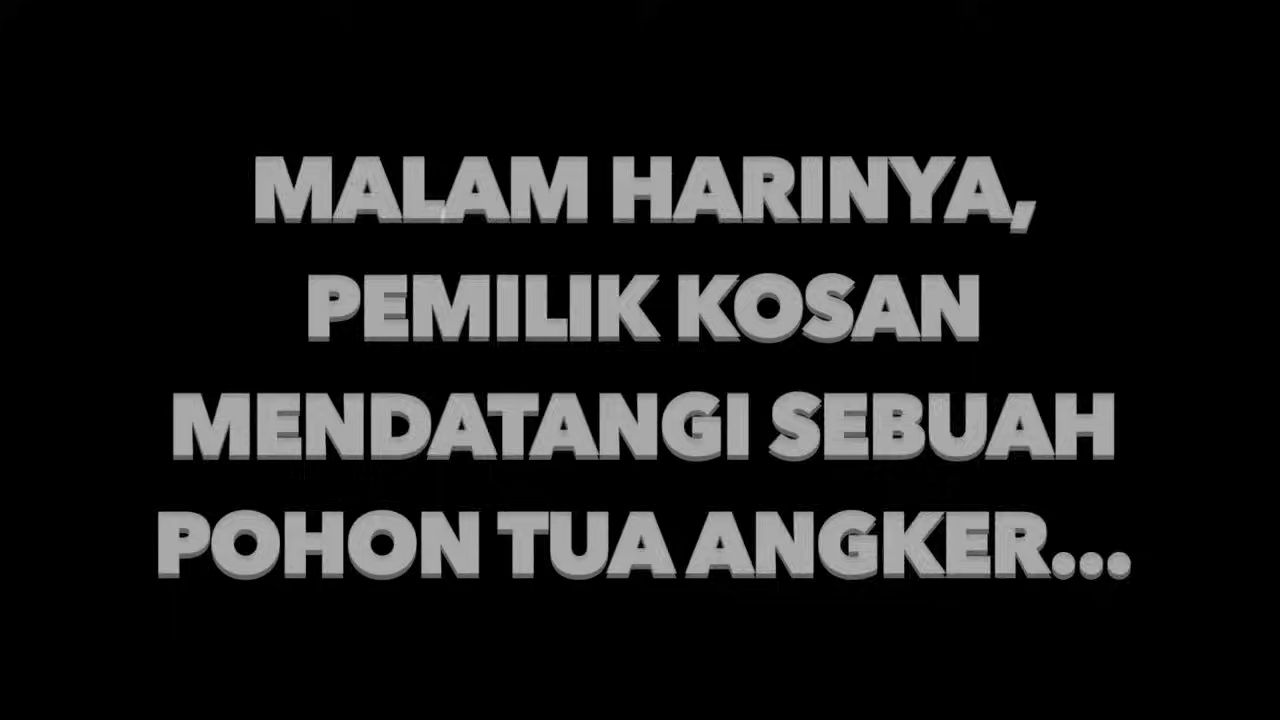 MALAM HARINYA,
PEMILIK KOSAN
MENDATANGI SEBUAH
POHON TUA ANGKER...